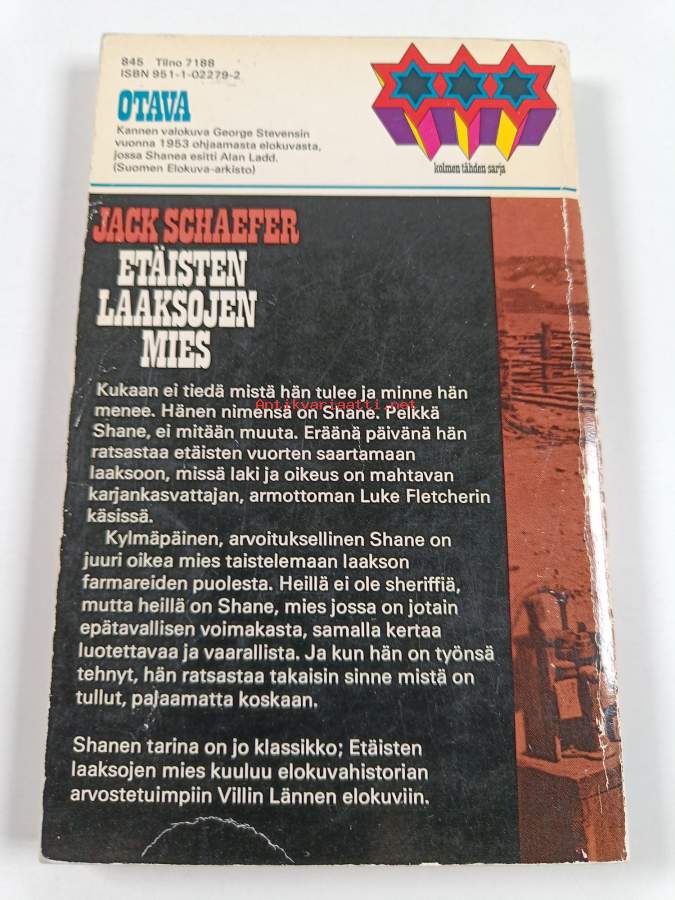 845 Tilno 7188
ISBN 951-1-02279-2
OTAVA
Kannen valokuva George Stevensin
vuonna 1953 ohjaamasta elokuvasta,
jossa Shanea esitti Alan Ladd.
(Suomen Elokuva-arkisto)
kolmen tähden sarja
JACK SCHAEFER
ETÄISTEN
LAAKSOJEN
MIES
Kukaan ei tiedä mistä hän tulee ja minne hän
menee. Hänen nimensä on Shane. Pelkkä
Antikvariaatti.net
Shane, ei mitään muuta. Eräänä päivänä hän
ratsastaa etäisten vuorten saartamaan
laaksoon, missä laki ja oikeus on mahtavan
karjankasvattajan, armottoman Luke Fletcherin
käsissä.
Kylmäpäinen, arvoituksellinen Shane on
juuri oikea mies taistelemaan laakson
farmareiden puolesta. Heillä ei ole sheriffiä,
mutta heillä on Shane, mies jossa on jotain
epätavallisen voimakasta, samalla kertaa
luotettavaa ja vaarallista. Ja kun hän on työnsä
tehnyt, hän ratsastaa takaisin sinne mistä on
tullut, palaamatta koskaan.
Shanen tarina on jo klassikko; Etäisten
laaksojen mies kuuluu elokuvahistorian
arvostetuimpiin Villin Lännen elokuviin.